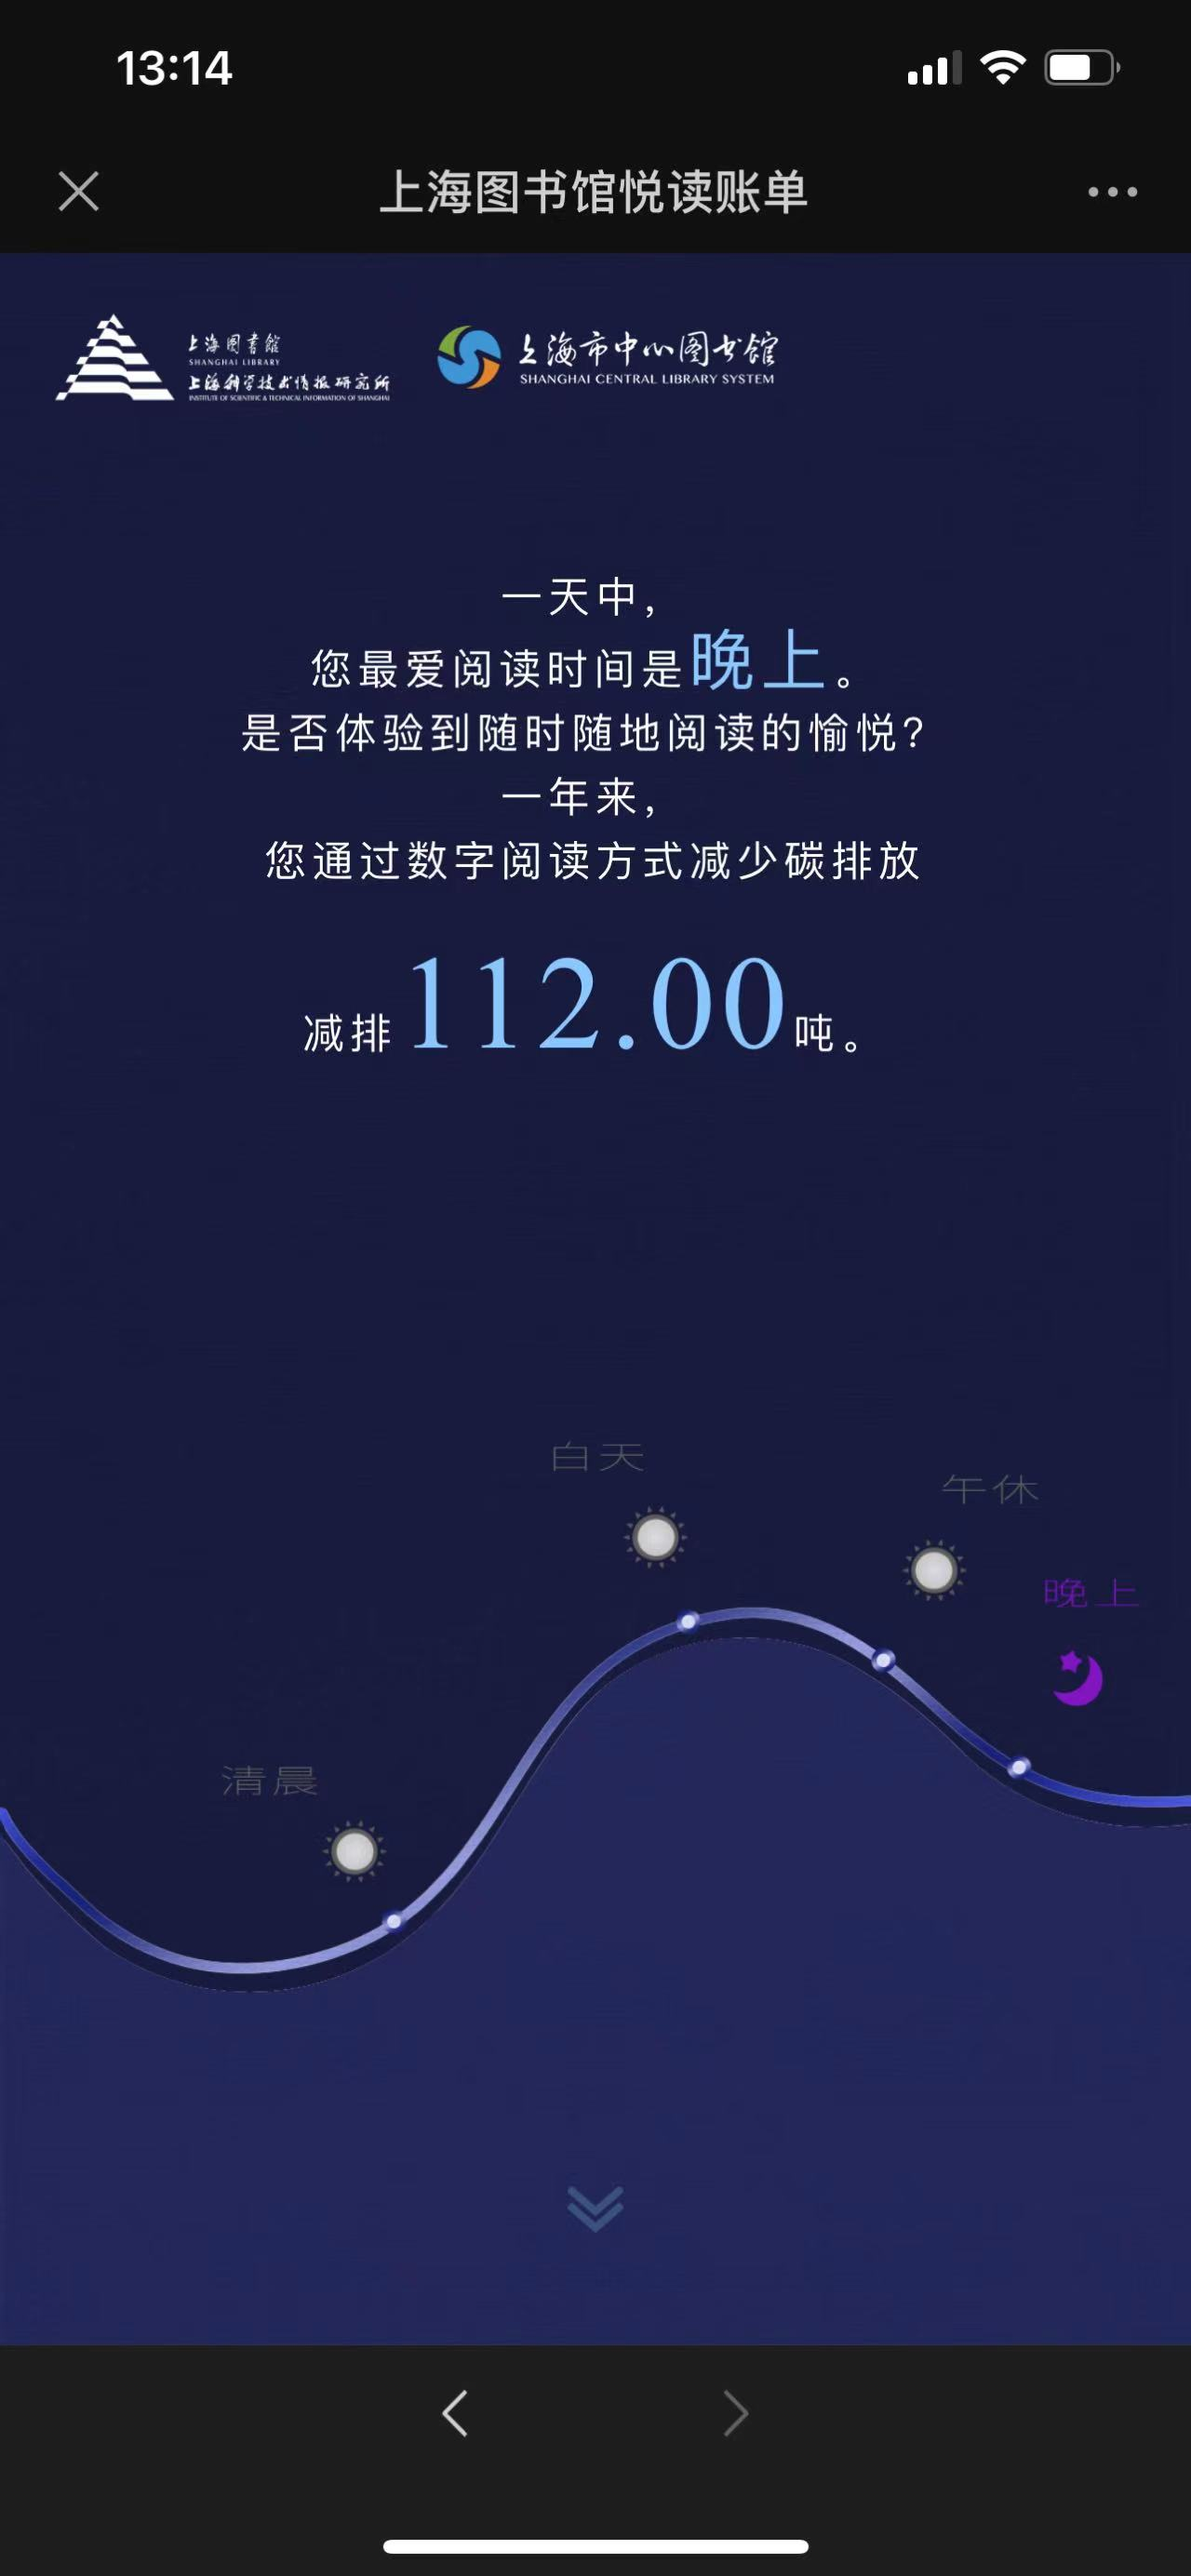 13:14
上海图书馆悦读账单
上海图书馆
SHANGHAI LIBRARY
上海科学技术情报研究所
INSTITUTE OF SCIENTIFIC & TECHNICAL INFORMATION OF SHANGHAI
上海市中心图书馆
SHANGHAI CENTRAL LIBRARY SYSTEM
一天中，
您最爱阅读时间是晚上。
是否体验到随时随地阅读的愉悦？
一年来，
您通过数字阅读方式减少碳排放
减排112.00吨。
白天
午休
晚上
清晨